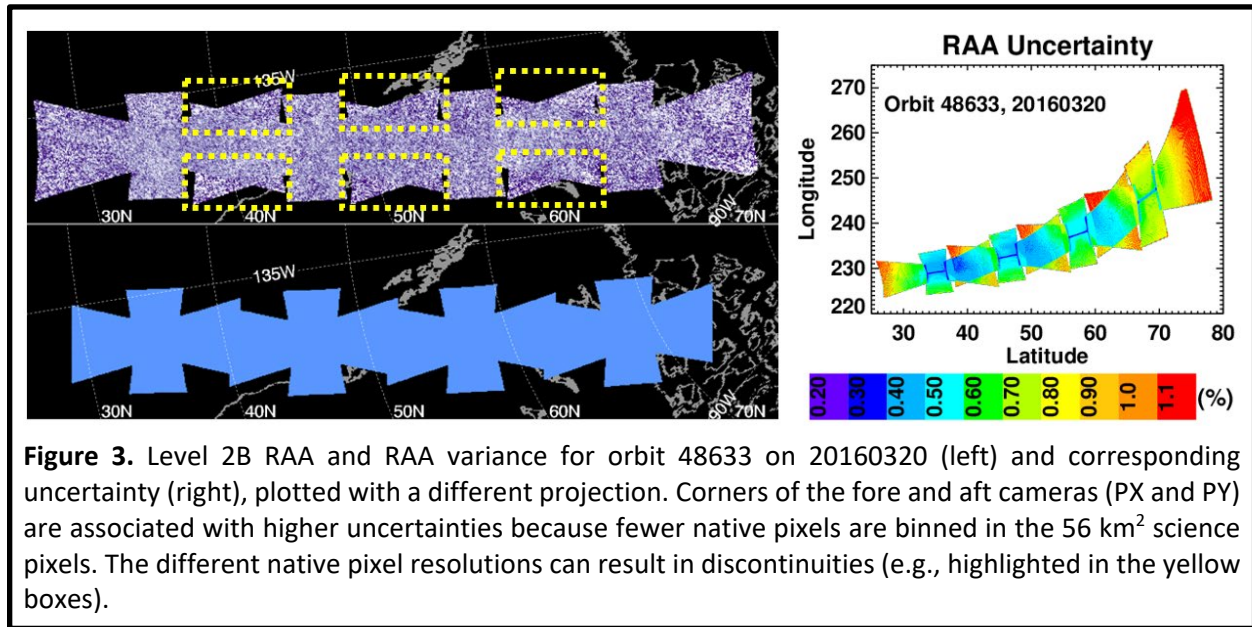 135W
30N 40N 50N 60N 80W 70N
135W
30N 40N 50N 60N 80W 70N
RAA Uncertainty
Orbit 48633, 20160320
Longitude
270
260
250
240
230
220
30 40 50 60 70 80
Latitude
0.20 0.30 0.40 0.50 0.60 0.70 0.80 0.90 1.0 1.1 (%)
Figure 3. Level 2B RAA and RAA variance for orbit 48633 on 20160320 (left) and corresponding
uncertainty (right), plotted with a different projection. Corners of the fore and aft cameras (PX and PY)
are associated with higher uncertainties because fewer native pixels are binned in the 56 km² science
pixels. The different native pixel resolutions can result in discontinuities (e.g., highlighted in the yellow
boxes).